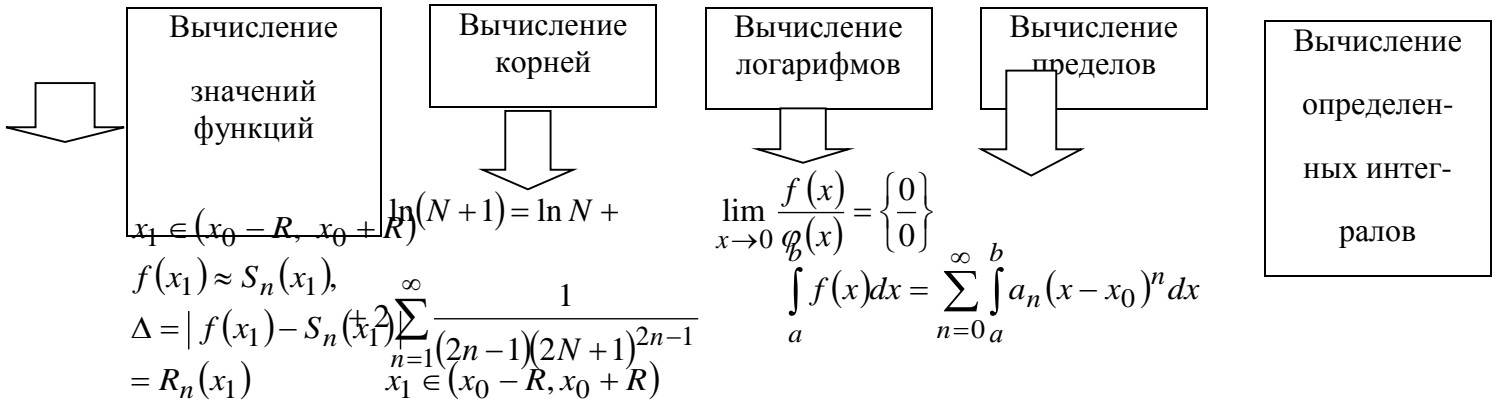 Вычисление
значений
функций
Вычисление
корней
Вычисление
логарифмов
Вычисление
пределов
Вычисление
определен-
ных интег-
ралов
x₁ ∈ (x₀ − R, x₀ + R)
f(x₁) ≈ Sₙ(x₁),
Δ = | f(x₁) − Sₙ(x₁)|
= Rₙ(x₁)
ln(N + 1) = ln N +
+ 2 ∑_{n=1}^{∞} 1/((2n − 1)(2N + 1)^{2n−1})
x₁ ∈ (x₀ − R, x₀ + R)
lim_{x→0} f(x)/φ(x) = {0/0}
∫_a^b f(x)dx = ∑_{n=0}^{∞} ∫_a^b aₙ(x − x₀)ⁿdx